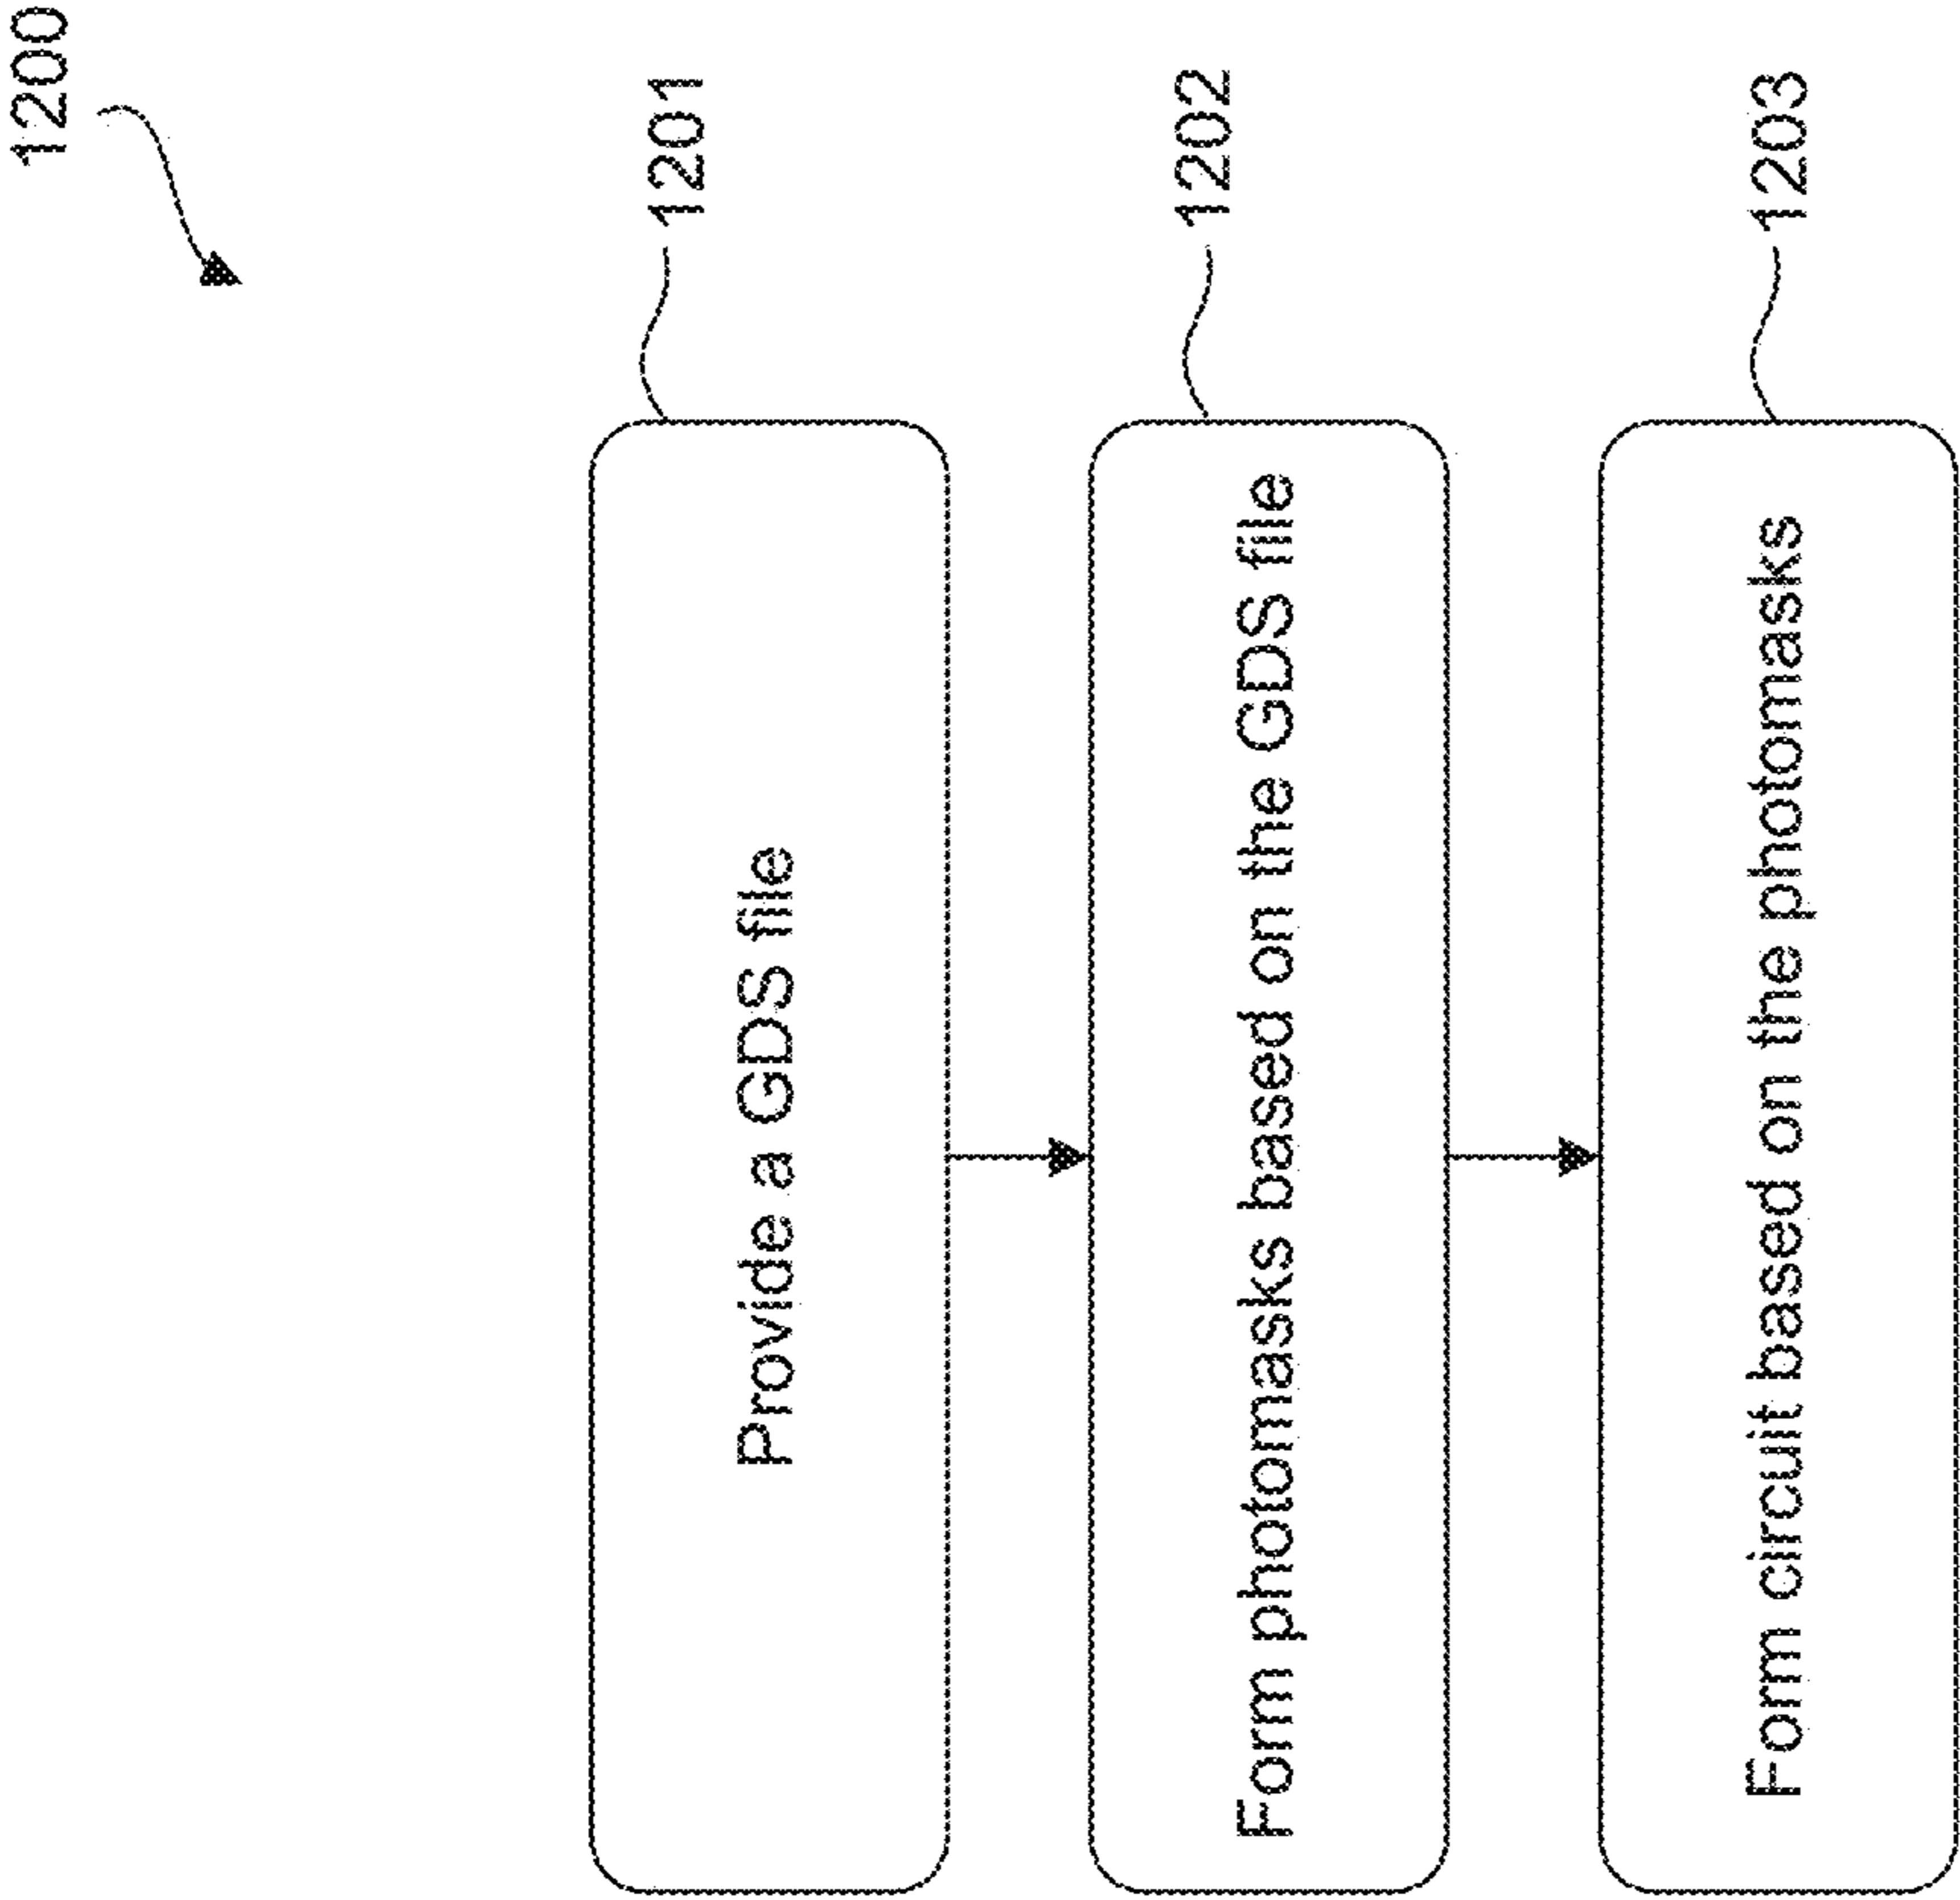 1200
Provide a GDS file
1201
Form photomasks based on the GDS file
1202
Form circuit based on the photomasks
1203